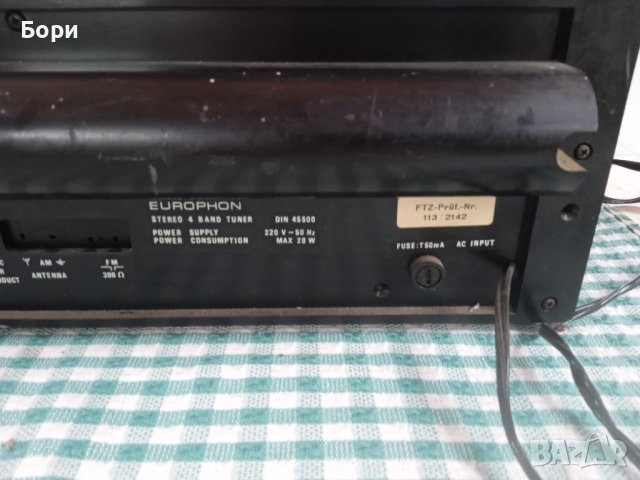 Бори
EUROPHON
STEREO 4 BAND TUNER DIN 45500
POWER SUPPLY 220 V ~ 50 Hz
POWER CONSUMPTION MAX 20 W
FTZ-Prüf.-Nr.
113 / 2142
FUSE: T50mA AC INPUT
AM FM
ANTENNA 300 Ω
BAZAR